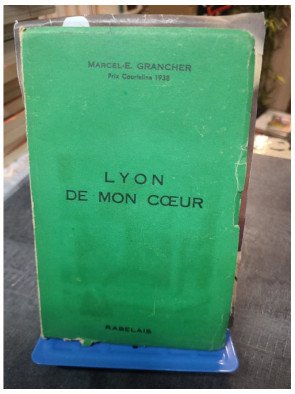 MARCEL-E. GRANCHER
Prix Courteline 1938
LYON
DE MON CŒUR
RABELAIS